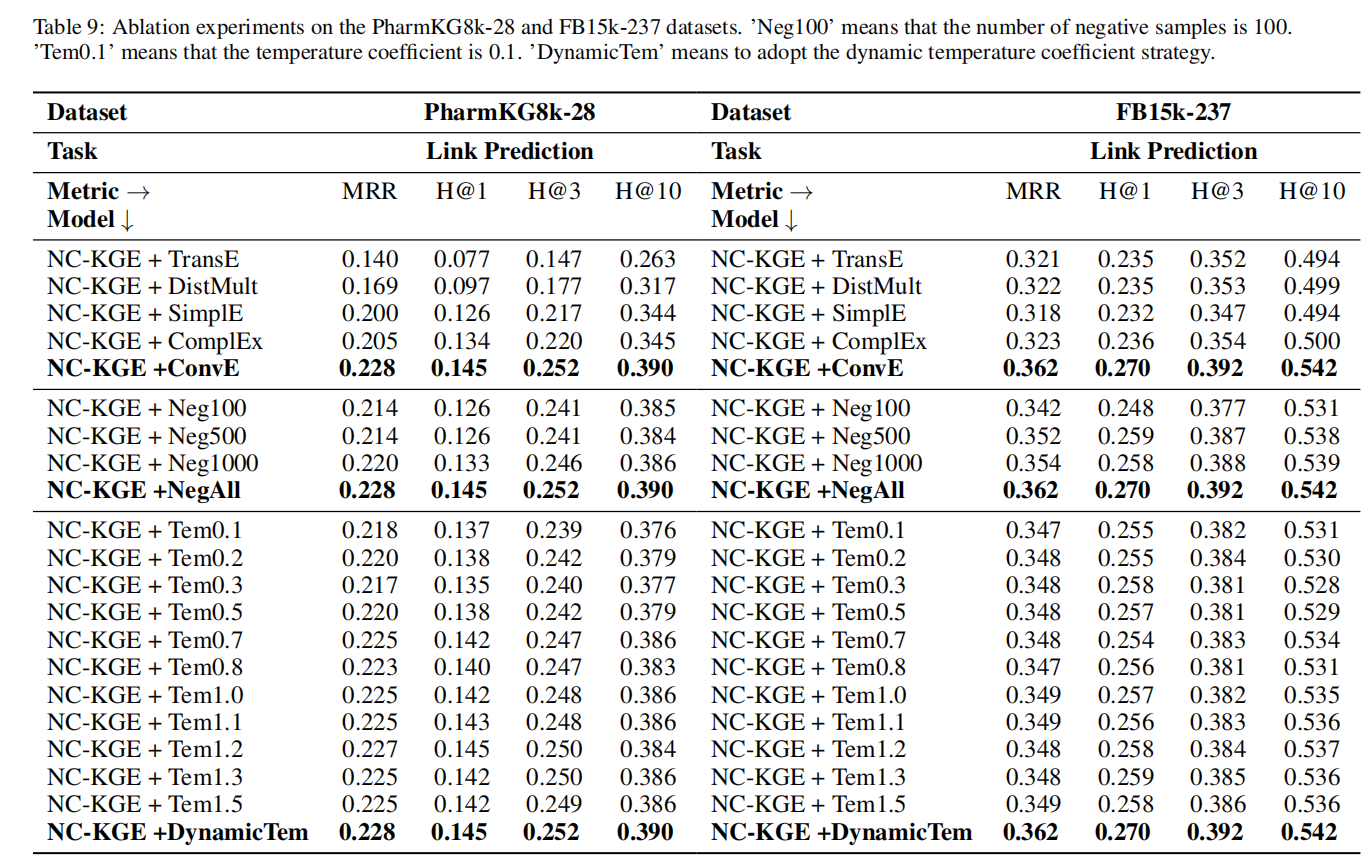 Table 9: Ablation experiments on the PharmKG8k-28 and FB15k-237 datasets. ’Neg100’ means that the number of negative samples is 100.
’Tem0.1’ means that the temperature coefficient is 0.1. ’DynamicTem’ means to adopt the dynamic temperature coefficient strategy.
Dataset PharmKG8k-28 Dataset FB15k-237
Task Link Prediction Task Link Prediction
Metric → MRR H@1 H@3 H@10 Metric → MRR H@1 H@3 H@10
Model ↓ Model ↓
NC-KGE + TransE 0.140 0.077 0.147 0.263 NC-KGE + TransE 0.321 0.235 0.352 0.494
NC-KGE + DistMult 0.169 0.097 0.177 0.317 NC-KGE + DistMult 0.322 0.235 0.353 0.499
NC-KGE + SimplE 0.200 0.126 0.217 0.344 NC-KGE + SimplE 0.318 0.232 0.347 0.494
NC-KGE + ComplEx 0.205 0.134 0.220 0.345 NC-KGE + ComplEx 0.323 0.236 0.354 0.500
NC-KGE +ConvE 0.228 0.145 0.252 0.390 NC-KGE +ConvE 0.362 0.270 0.392 0.542
NC-KGE + Neg100 0.214 0.126 0.241 0.385 NC-KGE + Neg100 0.342 0.248 0.377 0.531
NC-KGE + Neg500 0.214 0.126 0.241 0.384 NC-KGE + Neg500 0.352 0.259 0.387 0.538
NC-KGE + Neg1000 0.220 0.133 0.246 0.386 NC-KGE + Neg1000 0.354 0.258 0.388 0.539
NC-KGE +NegAll 0.228 0.145 0.252 0.390 NC-KGE +NegAll 0.362 0.270 0.392 0.542
NC-KGE + Tem0.1 0.218 0.137 0.239 0.376 NC-KGE + Tem0.1 0.347 0.255 0.382 0.531
NC-KGE + Tem0.2 0.220 0.138 0.242 0.379 NC-KGE + Tem0.2 0.348 0.255 0.384 0.530
NC-KGE + Tem0.3 0.217 0.135 0.240 0.377 NC-KGE + Tem0.3 0.348 0.258 0.381 0.528
NC-KGE + Tem0.5 0.220 0.138 0.242 0.379 NC-KGE + Tem0.5 0.348 0.257 0.381 0.529
NC-KGE + Tem0.7 0.225 0.142 0.247 0.386 NC-KGE + Tem0.7 0.348 0.254 0.383 0.534
NC-KGE + Tem0.8 0.223 0.140 0.247 0.383 NC-KGE + Tem0.8 0.347 0.256 0.381 0.531
NC-KGE + Tem1.0 0.225 0.142 0.248 0.386 NC-KGE + Tem1.0 0.349 0.257 0.382 0.535
NC-KGE + Tem1.1 0.225 0.143 0.248 0.386 NC-KGE + Tem1.1 0.349 0.256 0.383 0.536
NC-KGE + Tem1.2 0.227 0.145 0.250 0.384 NC-KGE + Tem1.2 0.348 0.258 0.384 0.537
NC-KGE + Tem1.3 0.225 0.142 0.250 0.386 NC-KGE + Tem1.3 0.348 0.259 0.385 0.536
NC-KGE + Tem1.5 0.225 0.142 0.249 0.386 NC-KGE + Tem1.5 0.349 0.258 0.386 0.536
NC-KGE +DynamicTem 0.228 0.145 0.252 0.390 NC-KGE +DynamicTem 0.362 0.270 0.392 0.542